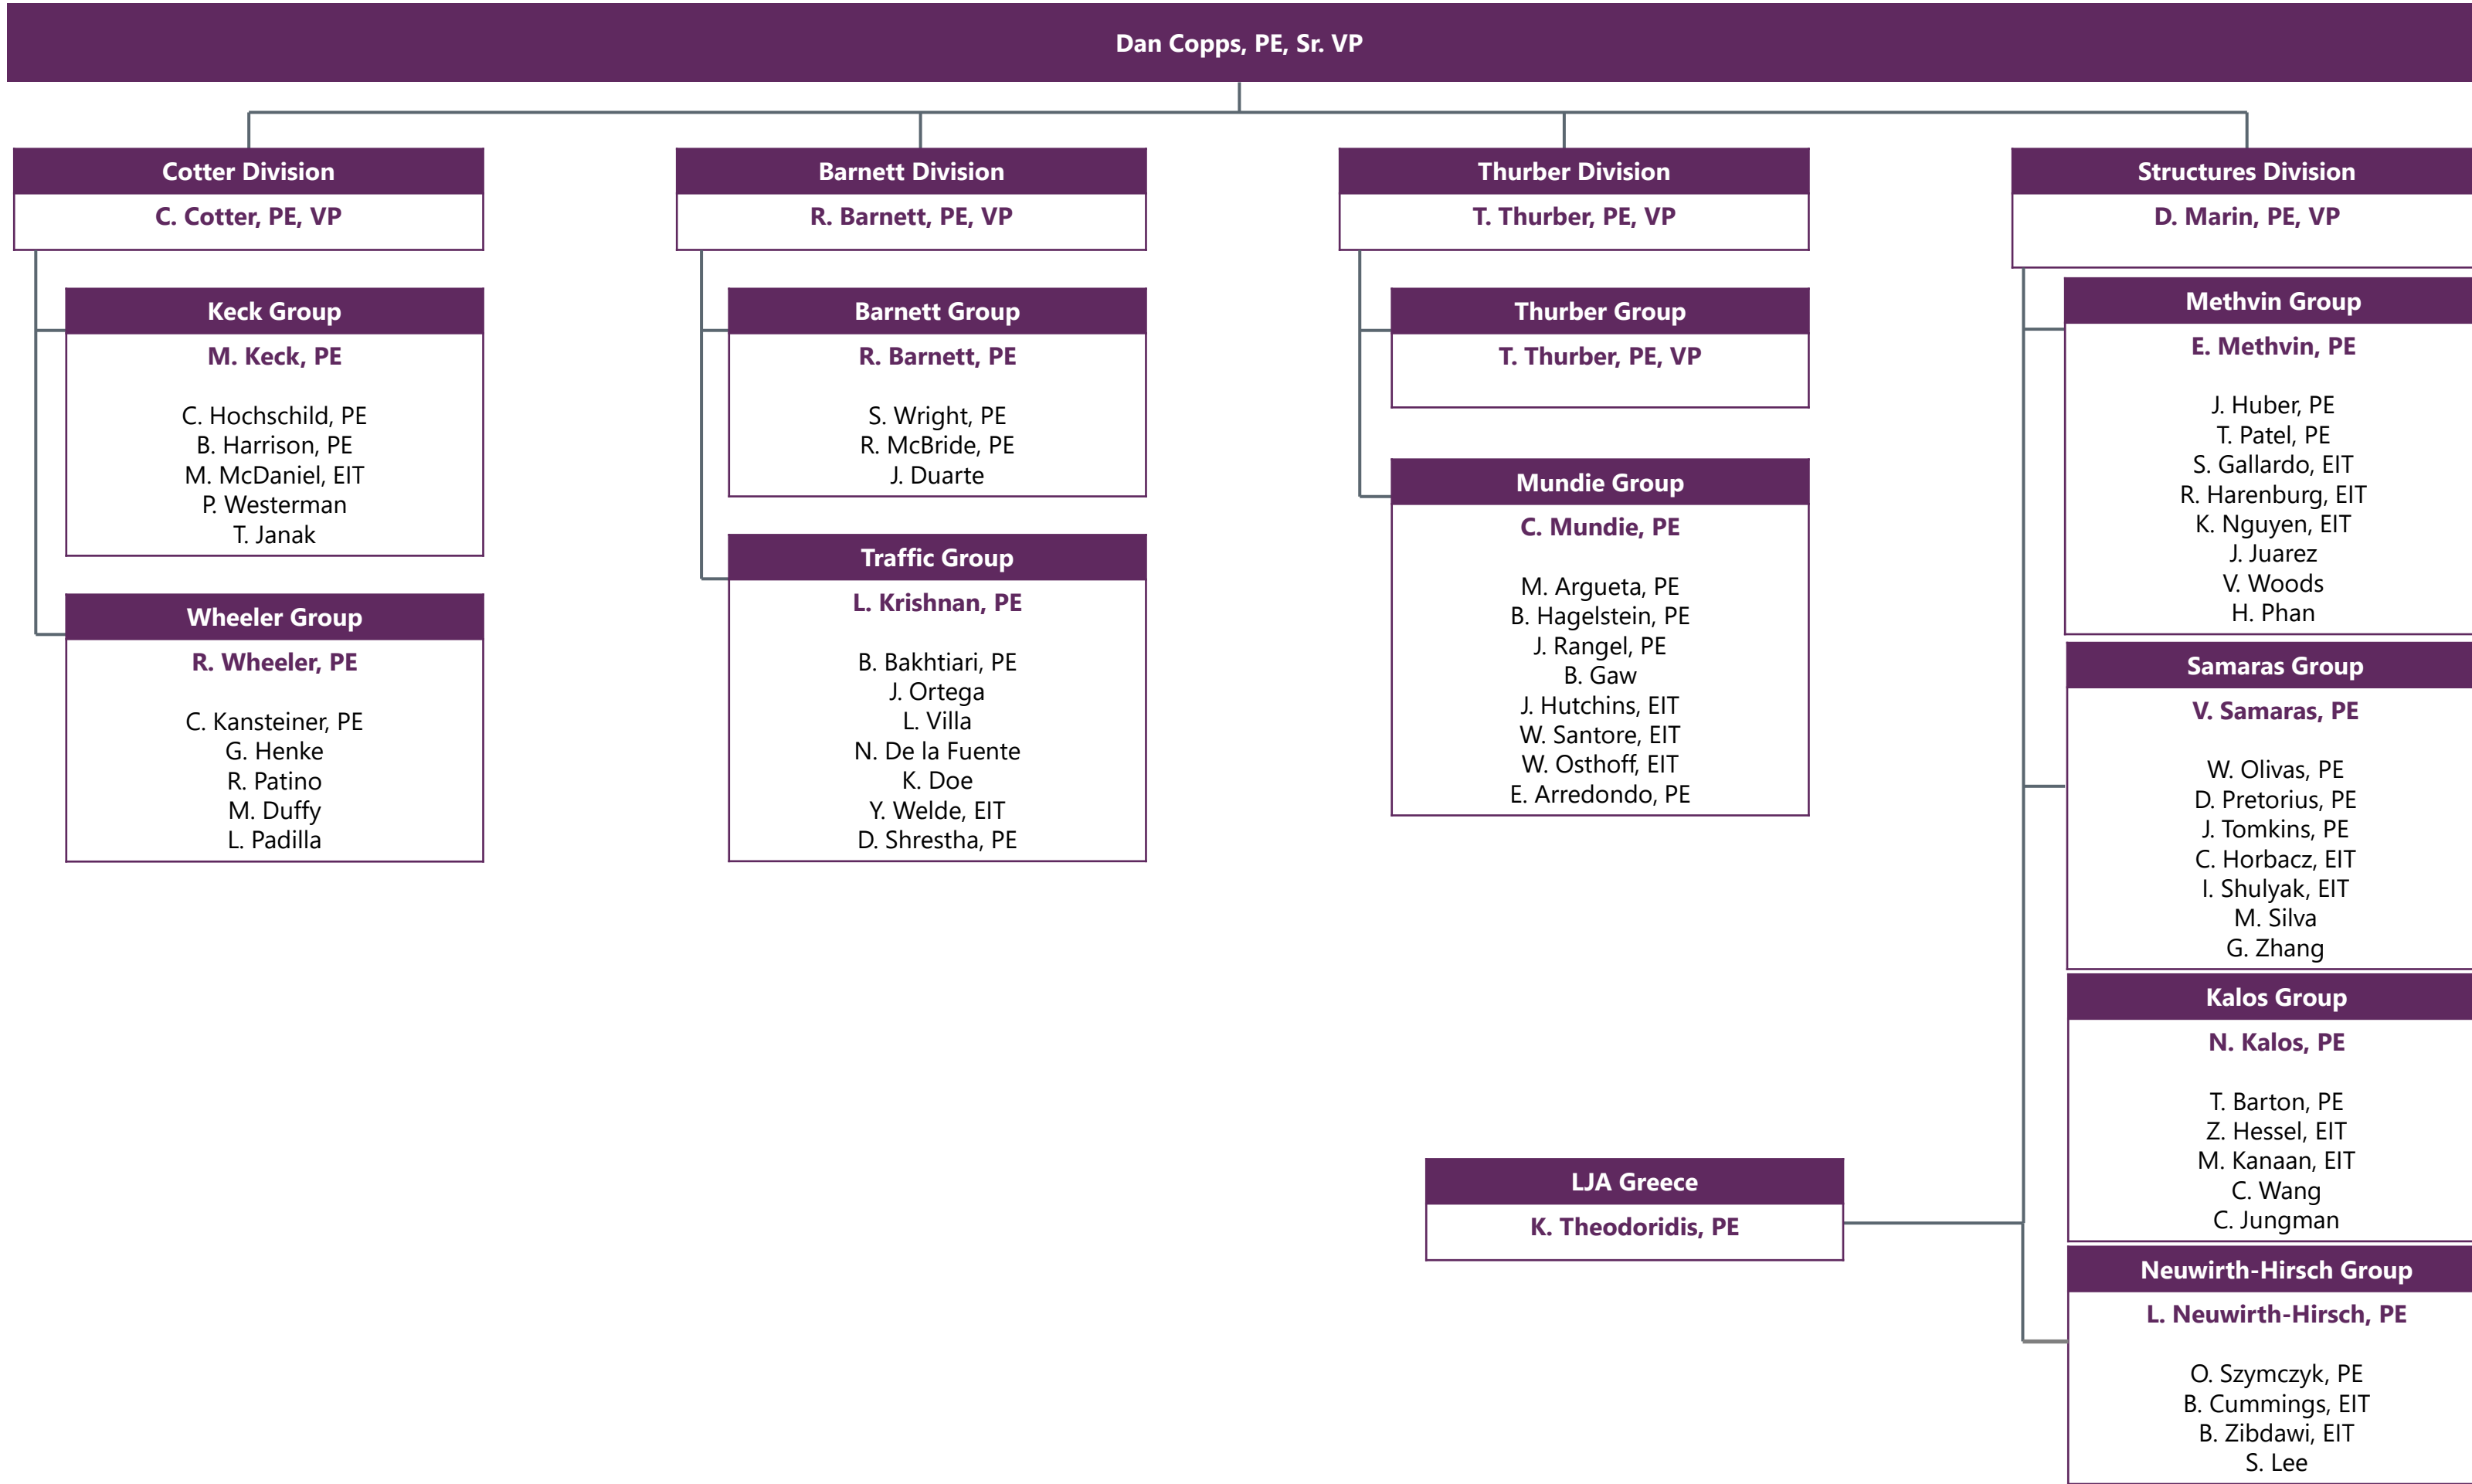 Dan Copps, PE, Sr. VP
Cotter Division
C. Cotter, PE, VP
Keck Group
M. Keck, PE
C. Hochschild, PE
B. Harrison, PE
M. McDaniel, EIT
P. Westerman
T. Janak
Wheeler Group
R. Wheeler, PE
C. Kansteiner, PE
G. Henke
R. Patino
M. Duffy
L. Padilla
Barnett Division
R. Barnett, PE, VP
Barnett Group
R. Barnett, PE
S. Wright, PE
R. McBride, PE
J. Duarte
Traffic Group
L. Krishnan, PE
B. Bakhtiari, PE
J. Ortega
L. Villa
N. De la Fuente
K. Doe
Y. Welde, EIT
D. Shrestha, PE
Thurber Division
T. Thurber, PE, VP
Thurber Group
T. Thurber, PE, VP
Mundie Group
C. Mundie, PE
M. Argueta, PE
B. Hagelstein, PE
J. Rangel, PE
B. Gaw
J. Hutchins, EIT
W. Santore, EIT
W. Osthoff, EIT
E. Arredondo, PE
Structures Division
D. Marin, PE, VP
Methvin Group
E. Methvin, PE
J. Huber, PE
T. Patel, PE
S. Gallardo, EIT
R. Harenburg, EIT
K. Nguyen, EIT
J. Juarez
V. Woods
H. Phan
Samaras Group
V. Samaras, PE
W. Olivas, PE
D. Pretorius, PE
J. Tomkins, PE
C. Horbacz, EIT
I. Shulyak, EIT
M. Silva
G. Zhang
Kalos Group
N. Kalos, PE
T. Barton, PE
Z. Hessel, EIT
M. Kanaan, EIT
C. Wang
C. Jungman
LJA Greece
K. Theodoridis, PE
Neuwirth-Hirsch Group
L. Neuwirth-Hirsch, PE
O. Szymczyk, PE
B. Cummings, EIT
B. Zibdawi, EIT
S. Lee